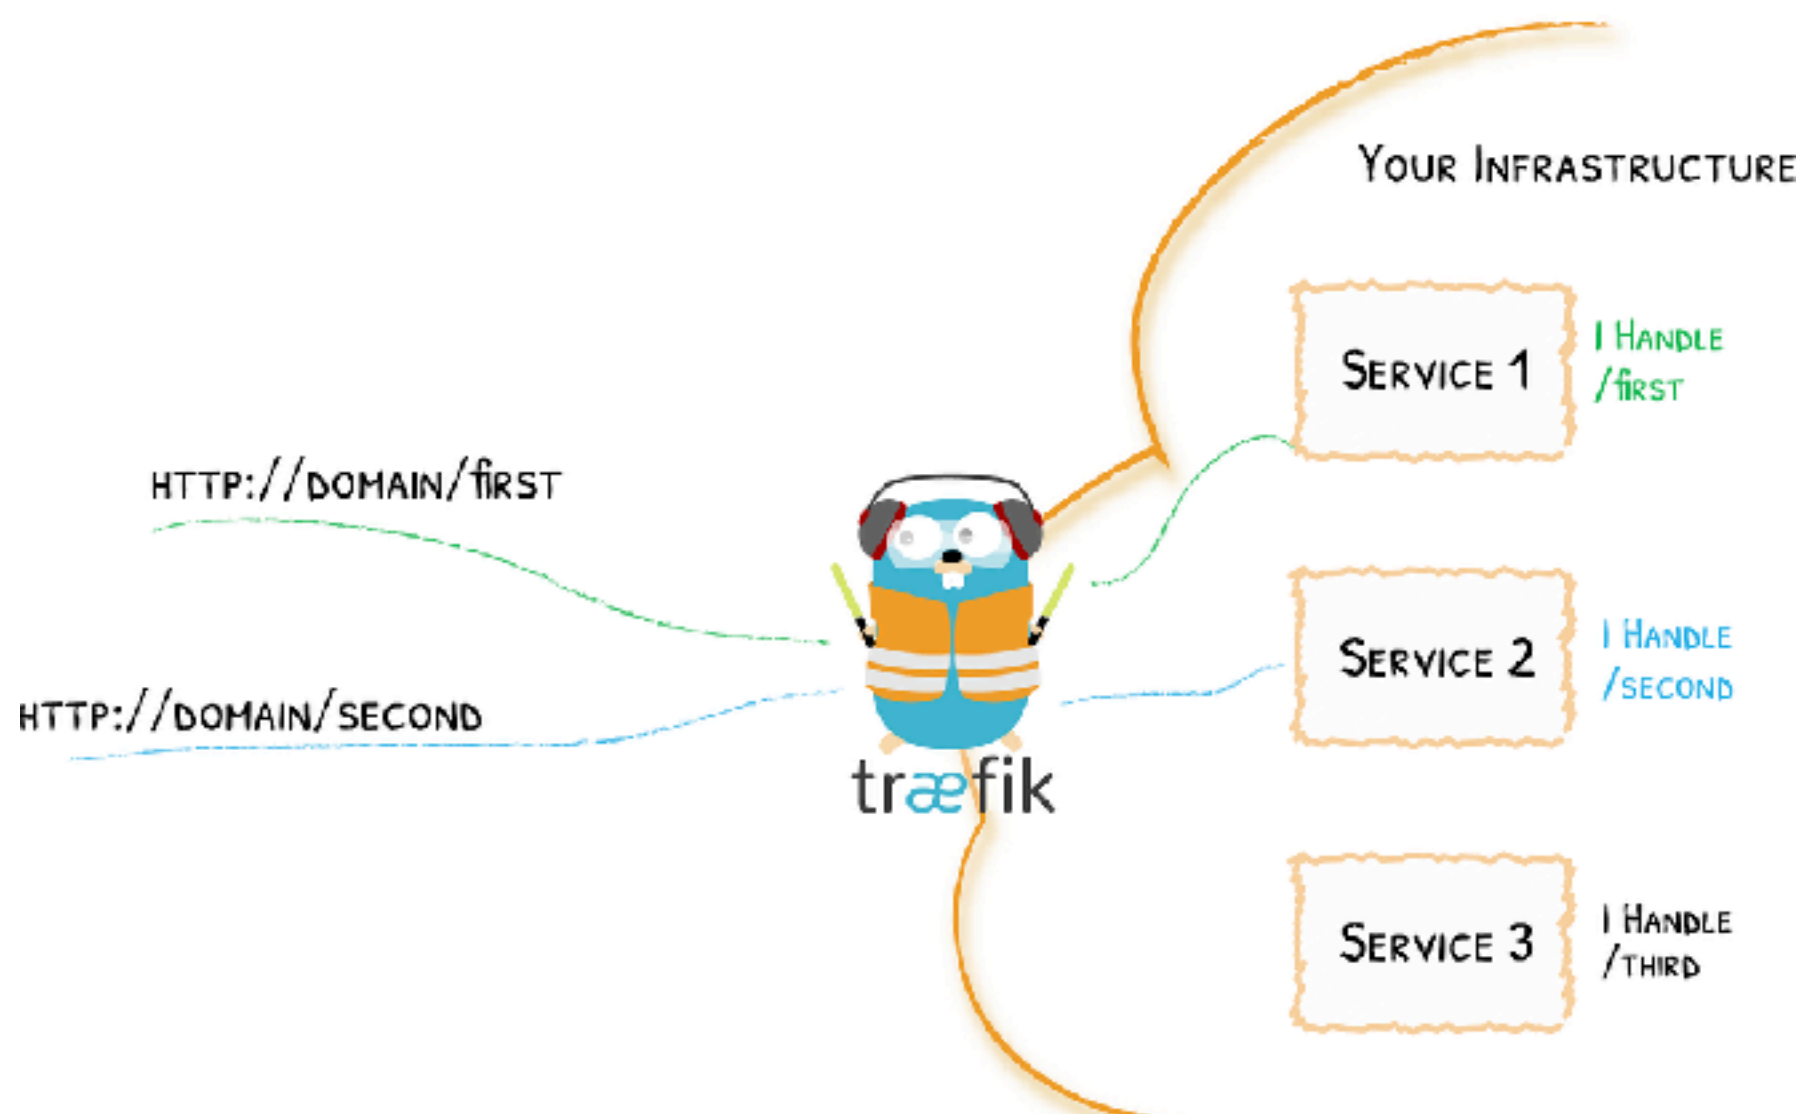 Your Infrastructure
Service 1
I Handle
/first
http://domain/first
Service 2
I Handle
/second
http://domain/second
træfik
Service 3
I Handle
/third